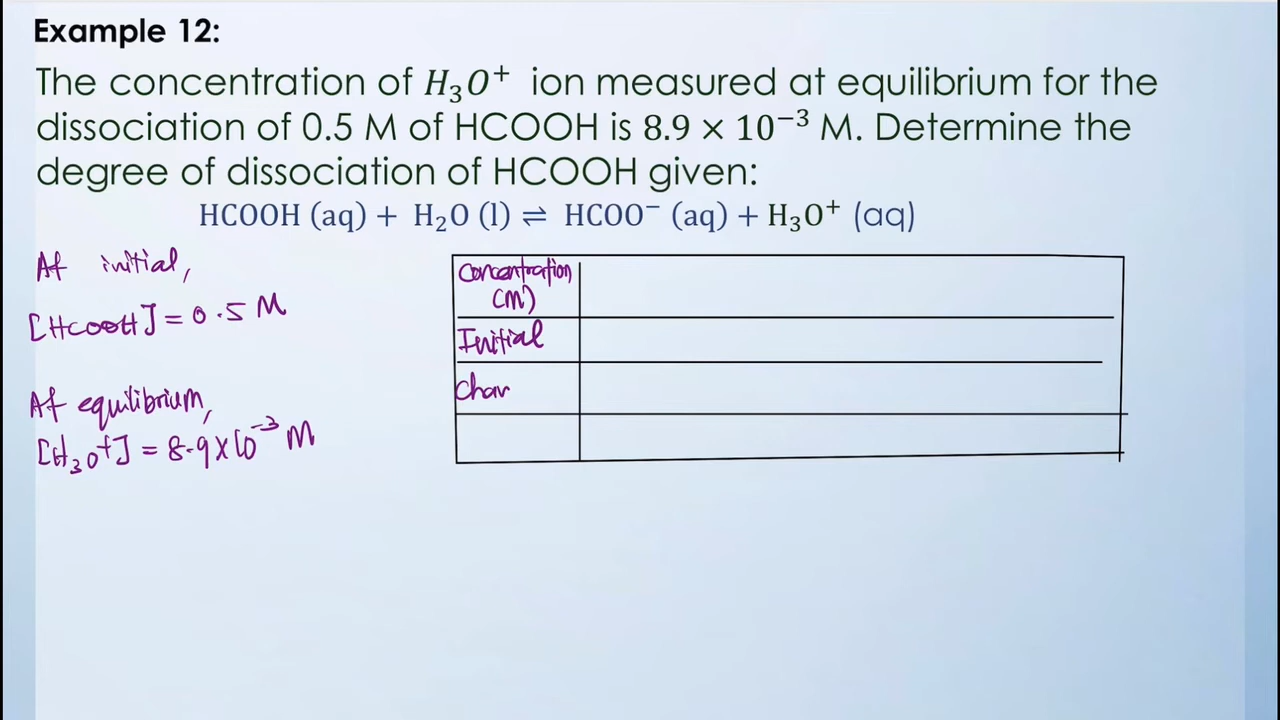 Example 12:
The concentration of H₃O⁺ ion measured at equilibrium for the
dissociation of 0.5 M of HCOOH is 8.9 × 10⁻³ M. Determine the
degree of dissociation of HCOOH given:
HCOOH (aq) + H₂O (l) ⇌ HCOO⁻ (aq) + H₃O⁺ (aq)
At initial,
[HCOOH] = 0.5 M
At equilibrium,
[H₃O⁺] = 8.9 × 10⁻³ M
Concentration
(M)
Initial
Chan